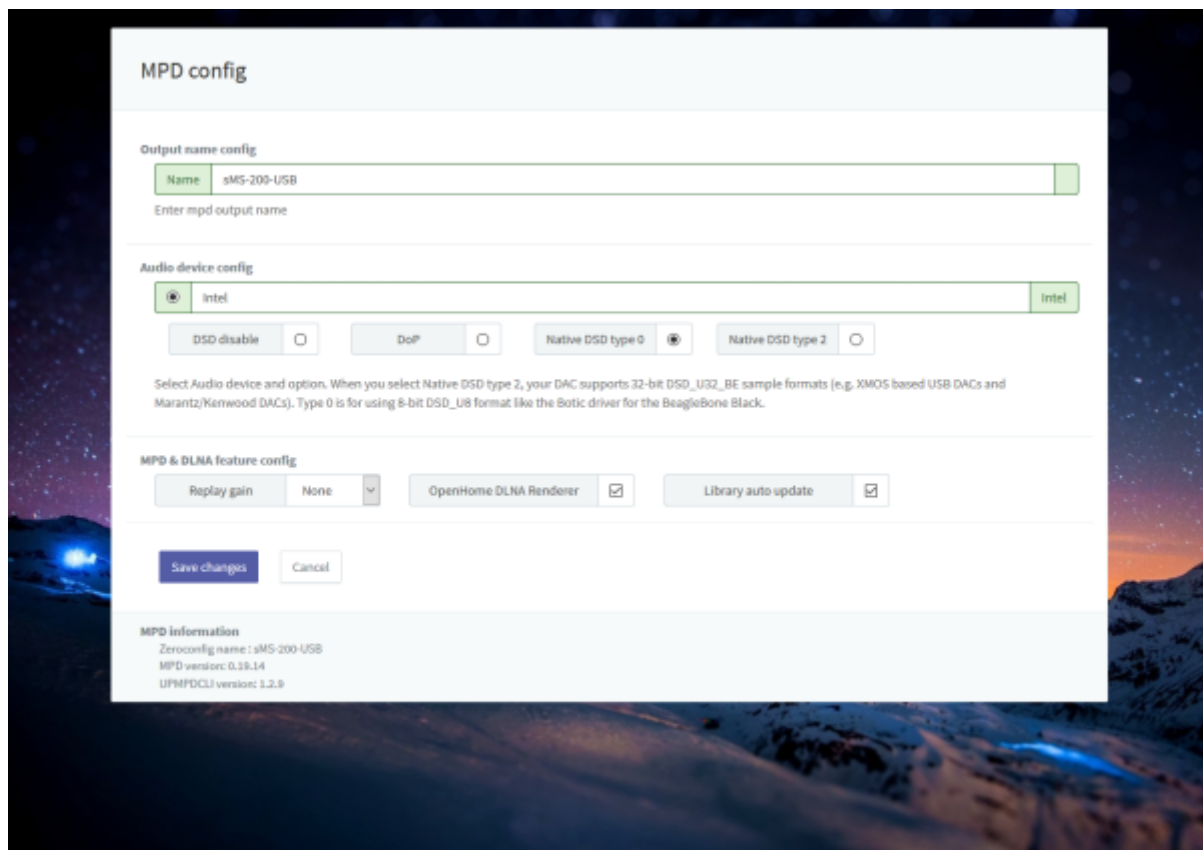 MPD config
Output name config
Name sMS-200-USB
Enter mpd output name
Audio device config
Intel Intel
DSD disable DoP Native DSD type 0 Native DSD type 2
Select Audio device and option. When you select Native DSD type 2, your DAC supports 32-bit DSD_U32_BE sample formats (e.g. XMOS based USB DACs and
Marantz/Kenwood DACs). Type 0 is for using 8-bit DSD_U8 format like the Botic driver for the BeagleBone Black.
MPD & DLNA feature config
Replay gain None OpenHome DLNA Renderer Library auto update
Save changes Cancel
MPD information
Zeroconfig name : sMS-200-USB
MPD version: 0.19.14
UPMPDCLI version: 1.2.9